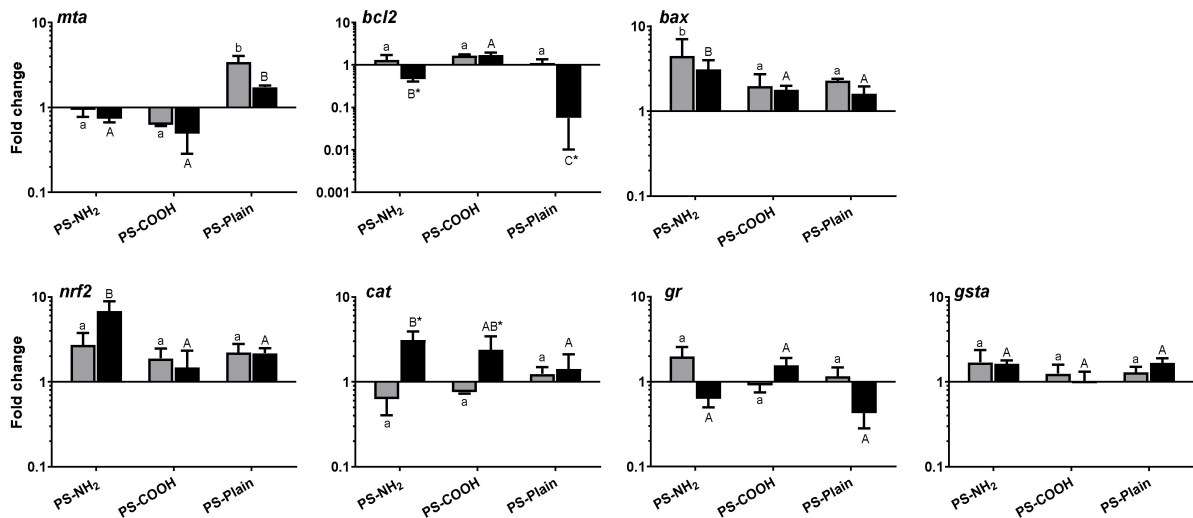 mta
Fold change
10
1
0.1
a
A
a
A
b
B
PS-NH2
PS-COOH
PS-Plain
bcl2
10
1
0.1
0.01
0.001
a
B*
a
A
a
C*
PS-NH2
PS-COOH
PS-Plain
bax
10
1
0.1
b
B
a
A
a
A
PS-NH2
PS-COOH
PS-Plain
nrf2
Fold change
10
1
0.1
a
B
a
A
a
A
PS-NH2
PS-COOH
PS-Plain
cat
10
1
0.1
a
B*
a
AB*
a
A
PS-NH2
PS-COOH
PS-Plain
gr
10
1
0.1
a
A
a
A
a
A
PS-NH2
PS-COOH
PS-Plain
gsta
10
1
0.1
a
A
a
A
a
A
PS-NH2
PS-COOH
PS-Plain